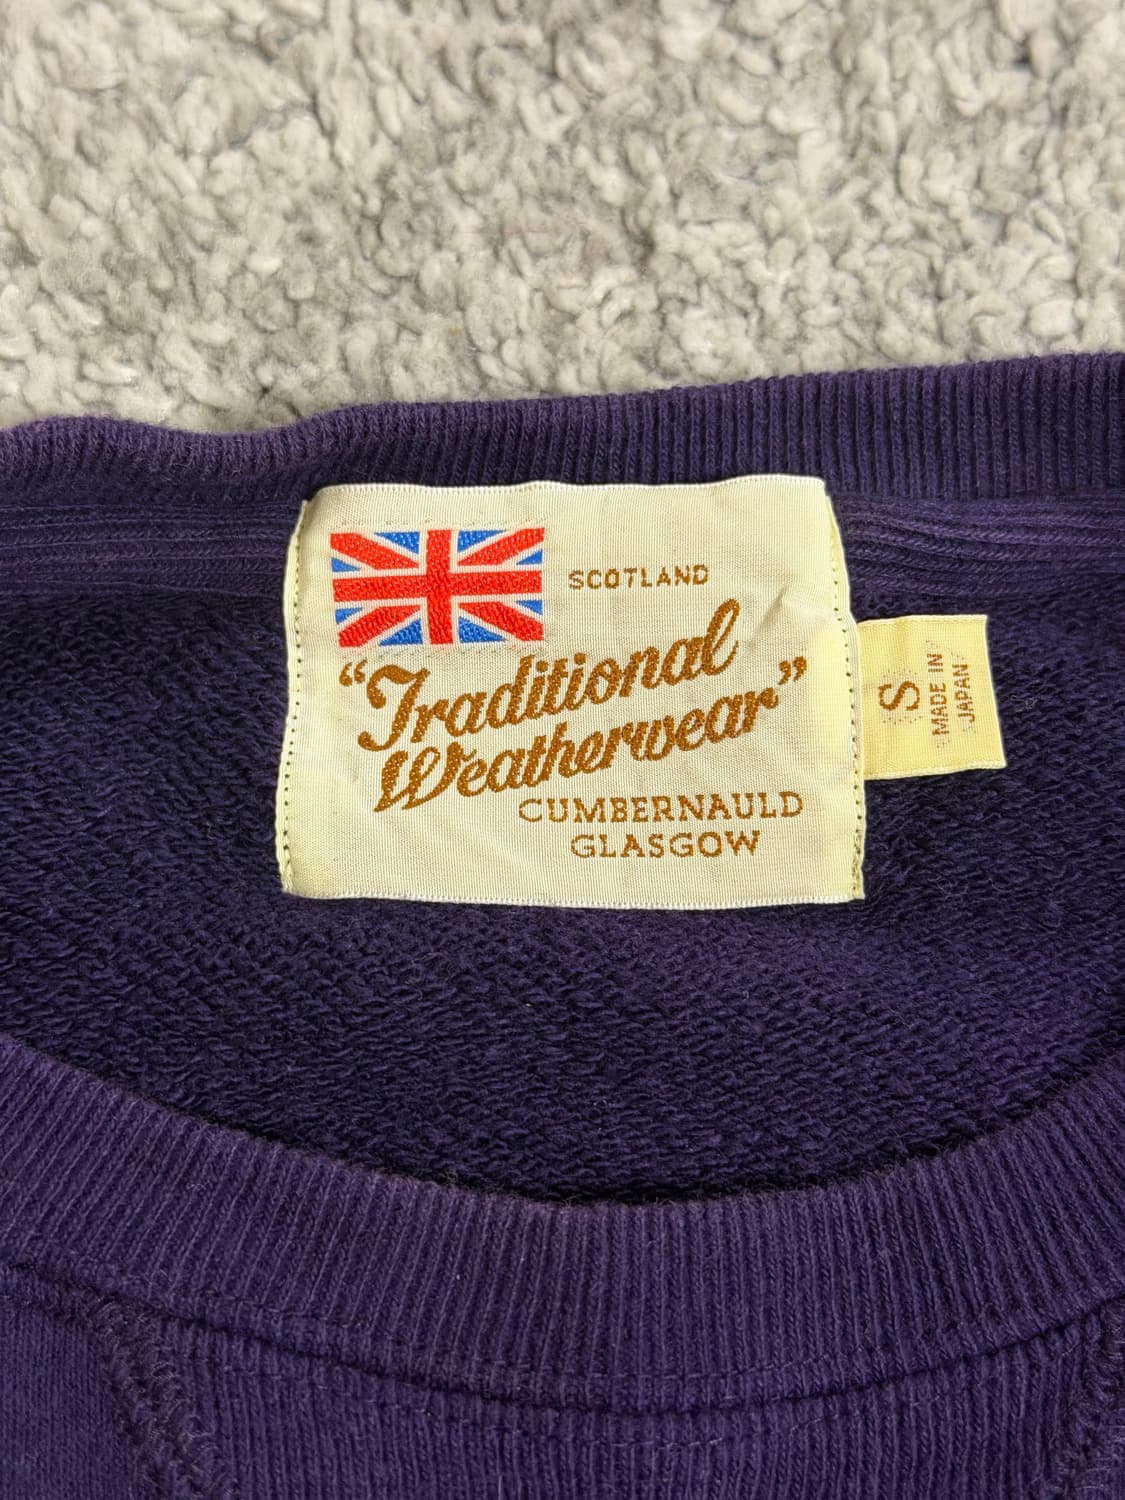 SCOTLAND
"Traditional
Weatherwear"
CUMBERNAULD
GLASGOW
S
MADE IN
JAPAN